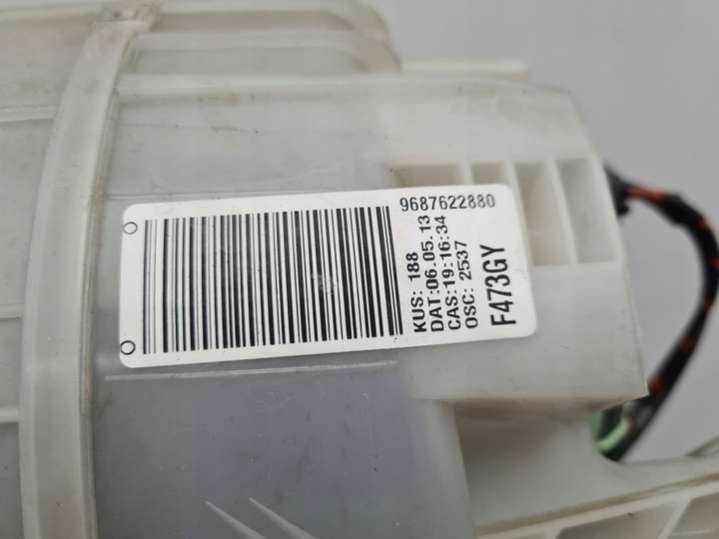 9687622880
KUS: 188
DAT:06.05.13
CAS:19:16:34
OSC: 2537
F473GY